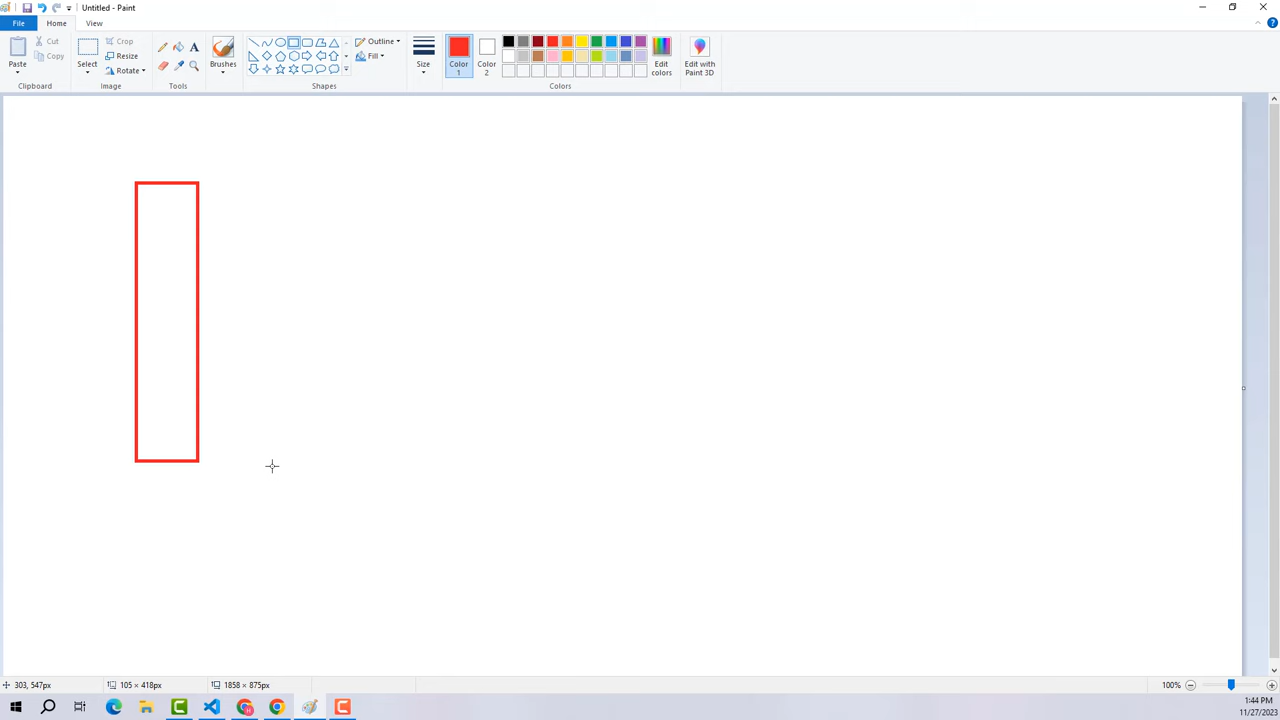 Untitled - Paint
File
Home
View
Paste
Cut
Copy
Clipboard
Select
Crop
Resize
Rotate
Image
A
Tools
Brushes
Outline
Fill
Shapes
Size
Color
1
Color
2
Edit
colors
Colors
Edit with
Paint 3D
303, 547px
105 × 418px
1858 × 875px
100%
1:44 PM
11/27/2023